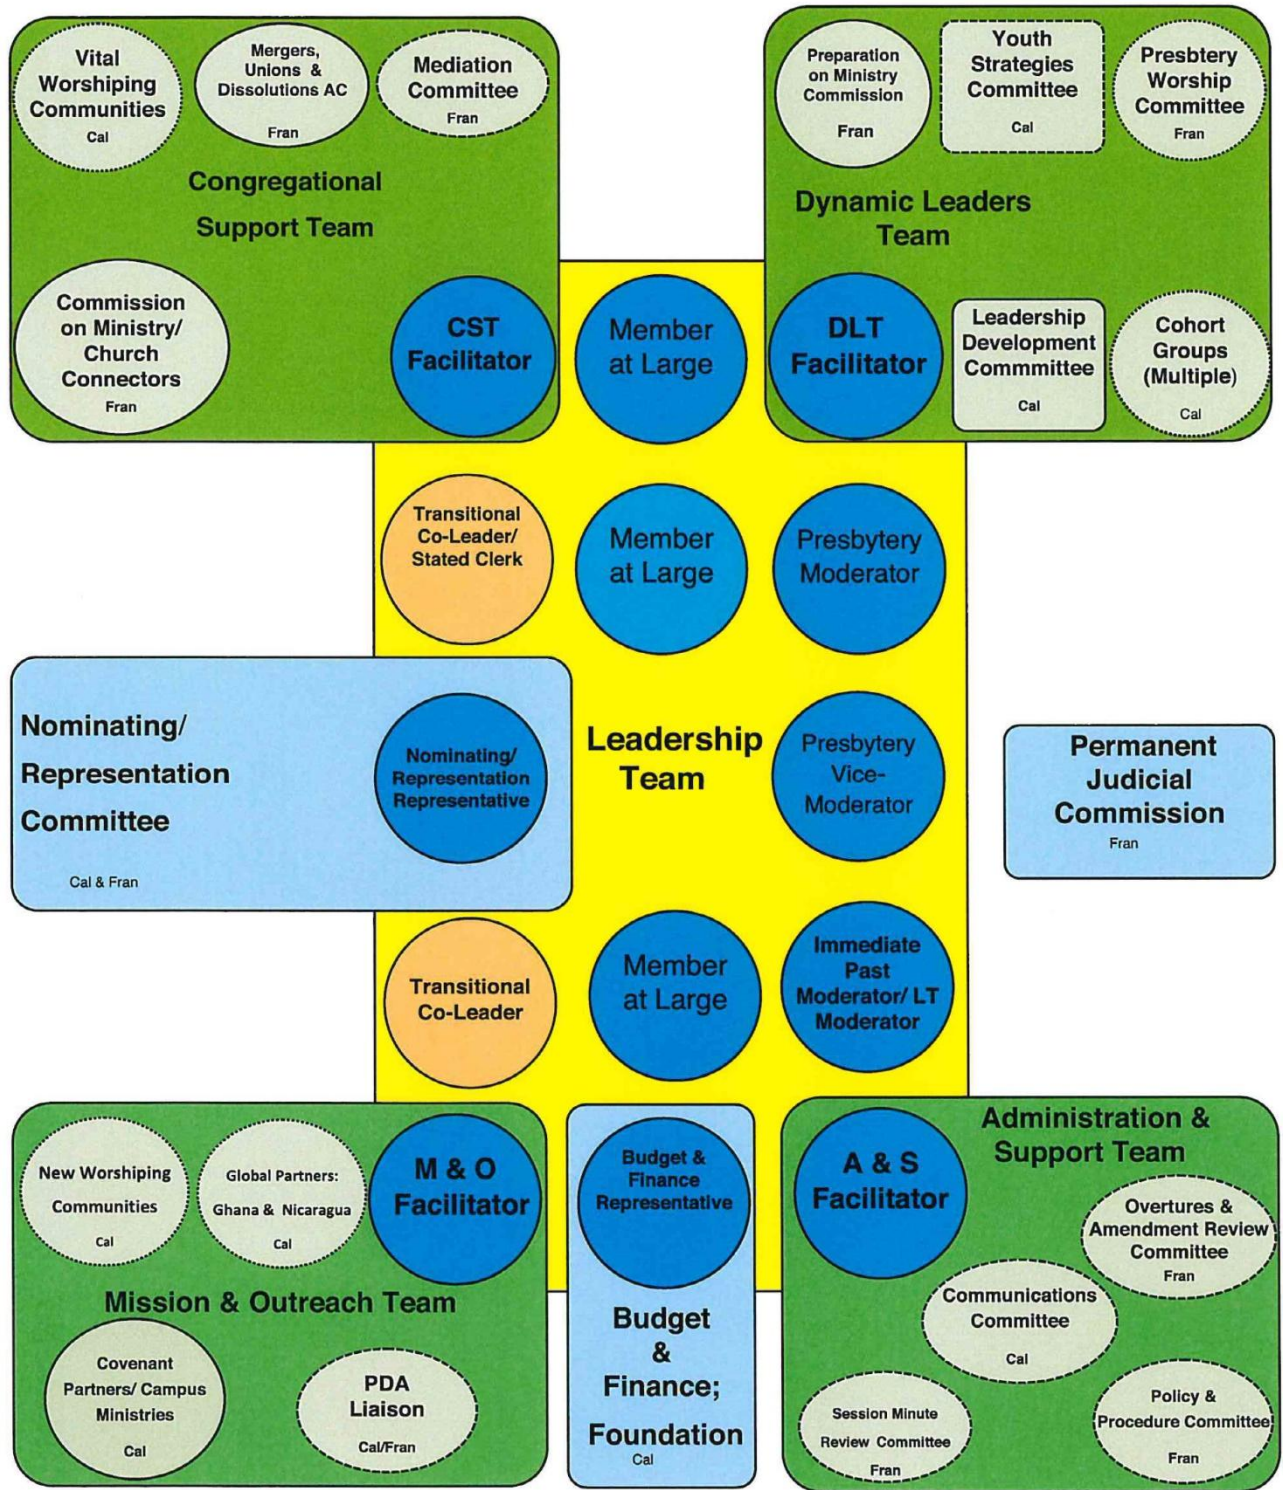 Vital
Worshiping
Communities
Cal
Mergers,
Unions &
Dissolutions AC
Fran
Mediation
Committee
Fran
Congregational
Support Team
Commission
on Ministry/
Church
Connectors
Fran
CST
Facilitator
Member
at Large
Preparation
on Ministry
Commission
Fran
Youth
Strategies
Committee
Cal
Presbtery
Worship
Committee
Fran
Dynamic Leaders
Team
DLT
Facilitator
Leadership
Development
Commmittee
Cal
Cohort
Groups
(Multiple)
Cal
Transitional
Co-Leader/
Stated Clerk
Member
at Large
Presbytery
Moderator
Nominating/
Representation
Committee
Cal & Fran
Nominating/
Representation
Representative
Leadership
Team
Presbytery
Vice-
Moderator
Permanent
Judicial
Commission
Fran
Transitional
Co-Leader
Member
at Large
Immediate
Past
Moderator/ LT
Moderator
New Worshiping
Communities
Cal
Global Partners:
Ghana & Nicaragua
Cal
M & O
Facilitator
Mission & Outreach Team
Covenant
Partners/ Campus
Ministries
Cal
PDA
Liaison
Cal/Fran
Budget &
Finance
Representative
Budget
&
Finance;
Foundation
Cal
A & S
Facilitator
Administration &
Support Team
Overtures &
Amendment Review
Committee
Fran
Communications
Committee
Cal
Session Minute
Review Committee
Fran
Policy &
Procedure Committee
Fran